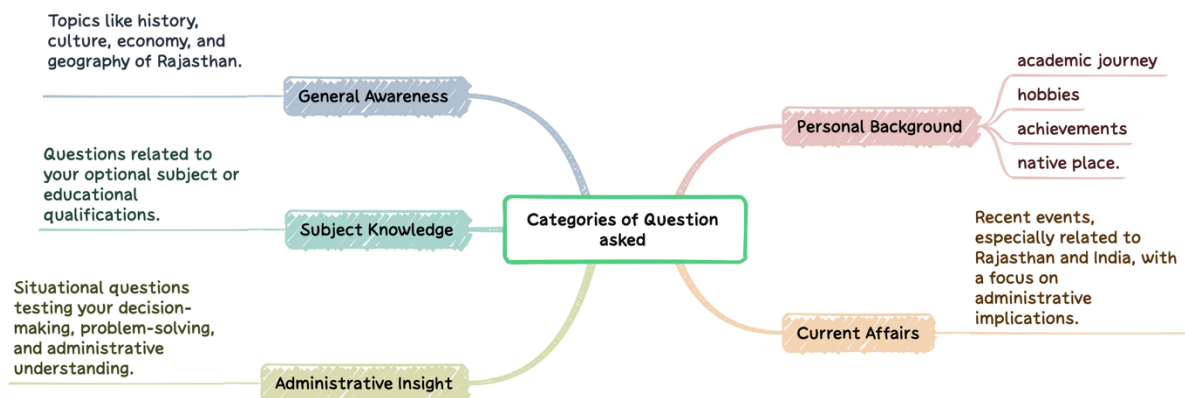 Categories of Question
asked
General Awareness
Topics like history,
culture, economy, and
geography of Rajasthan.
Subject Knowledge
Questions related to
your optional subject or
educational
qualifications.
Administrative Insight
Situational questions
testing your decision-
making, problem-solving,
and administrative
understanding.
Personal Background
academic journey
hobbies
achievements
native place.
Current Affairs
Recent events,
especially related to
Rajasthan and India, with
a focus on
administrative
implications.